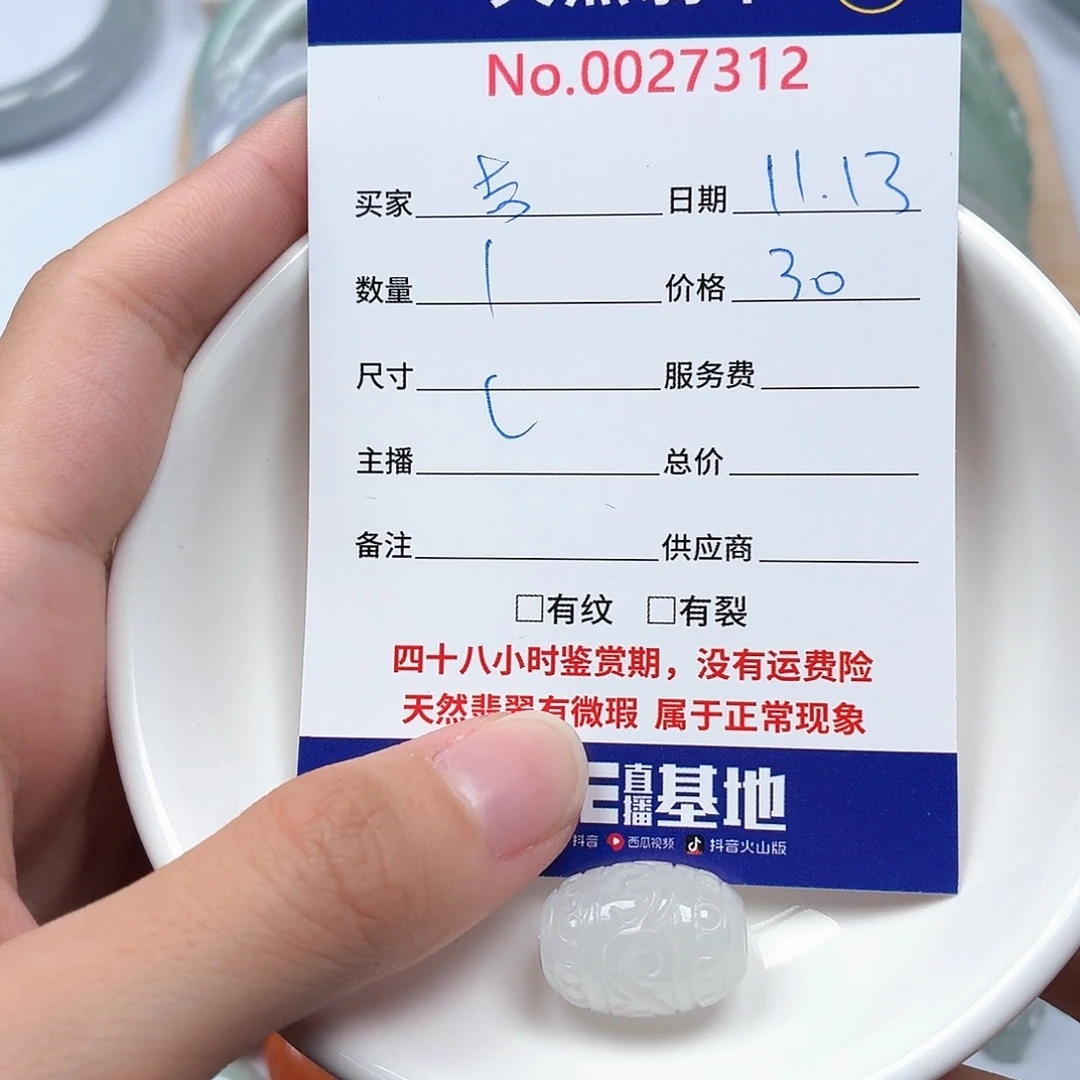 No.0027312
买家 日期 11.13
数量 1 价格 30
尺寸 服务费
主播 总价
备注 供应商
□有纹 □有裂
四十八小时鉴赏期，没有运费险
天然翡翠有微瑕 属于正常现象
直播基地
抖音 西瓜视频 抖音火山版